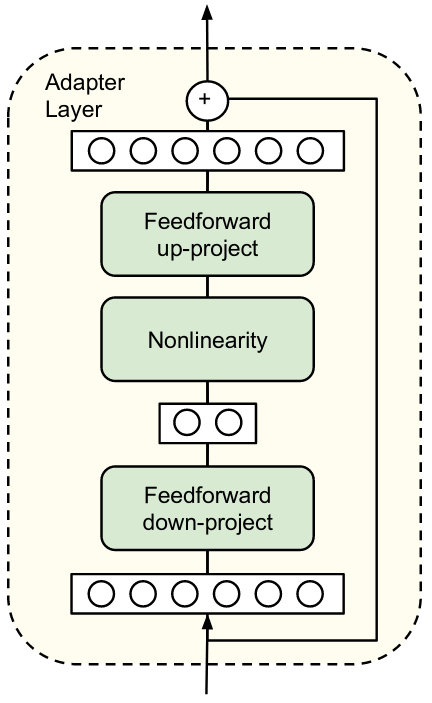 Adapter
Layer
+
Feedforward
up-project
Nonlinearity
Feedforward
down-project